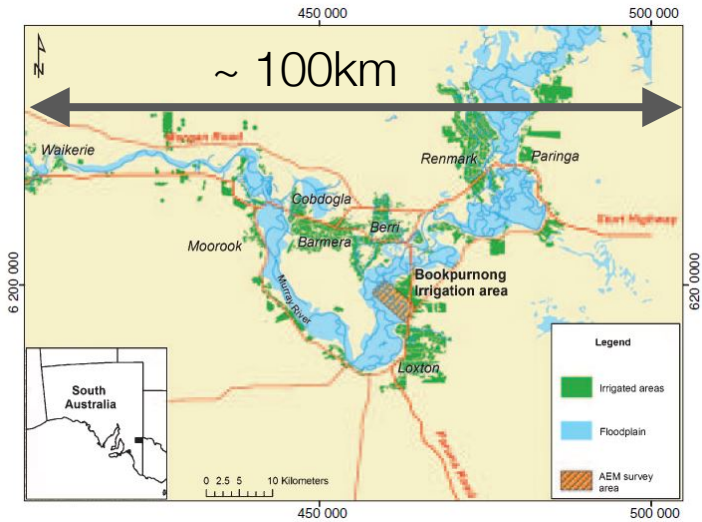 450 000
500 000
N
~ 100km
Morgan Road
Waikerie
Renmark
Paringa
Cobdogla
Berri
Sturt Highway
Moorook
Barmera
6 200 000
620 0000
Bookpurnong
Irrigation area
Murray River
Loxton
Legend
Irrigated areas
Floodplain
AEM survey
area
South
Australia
0 2.5 5 10 Kilometers
450 000
500 000